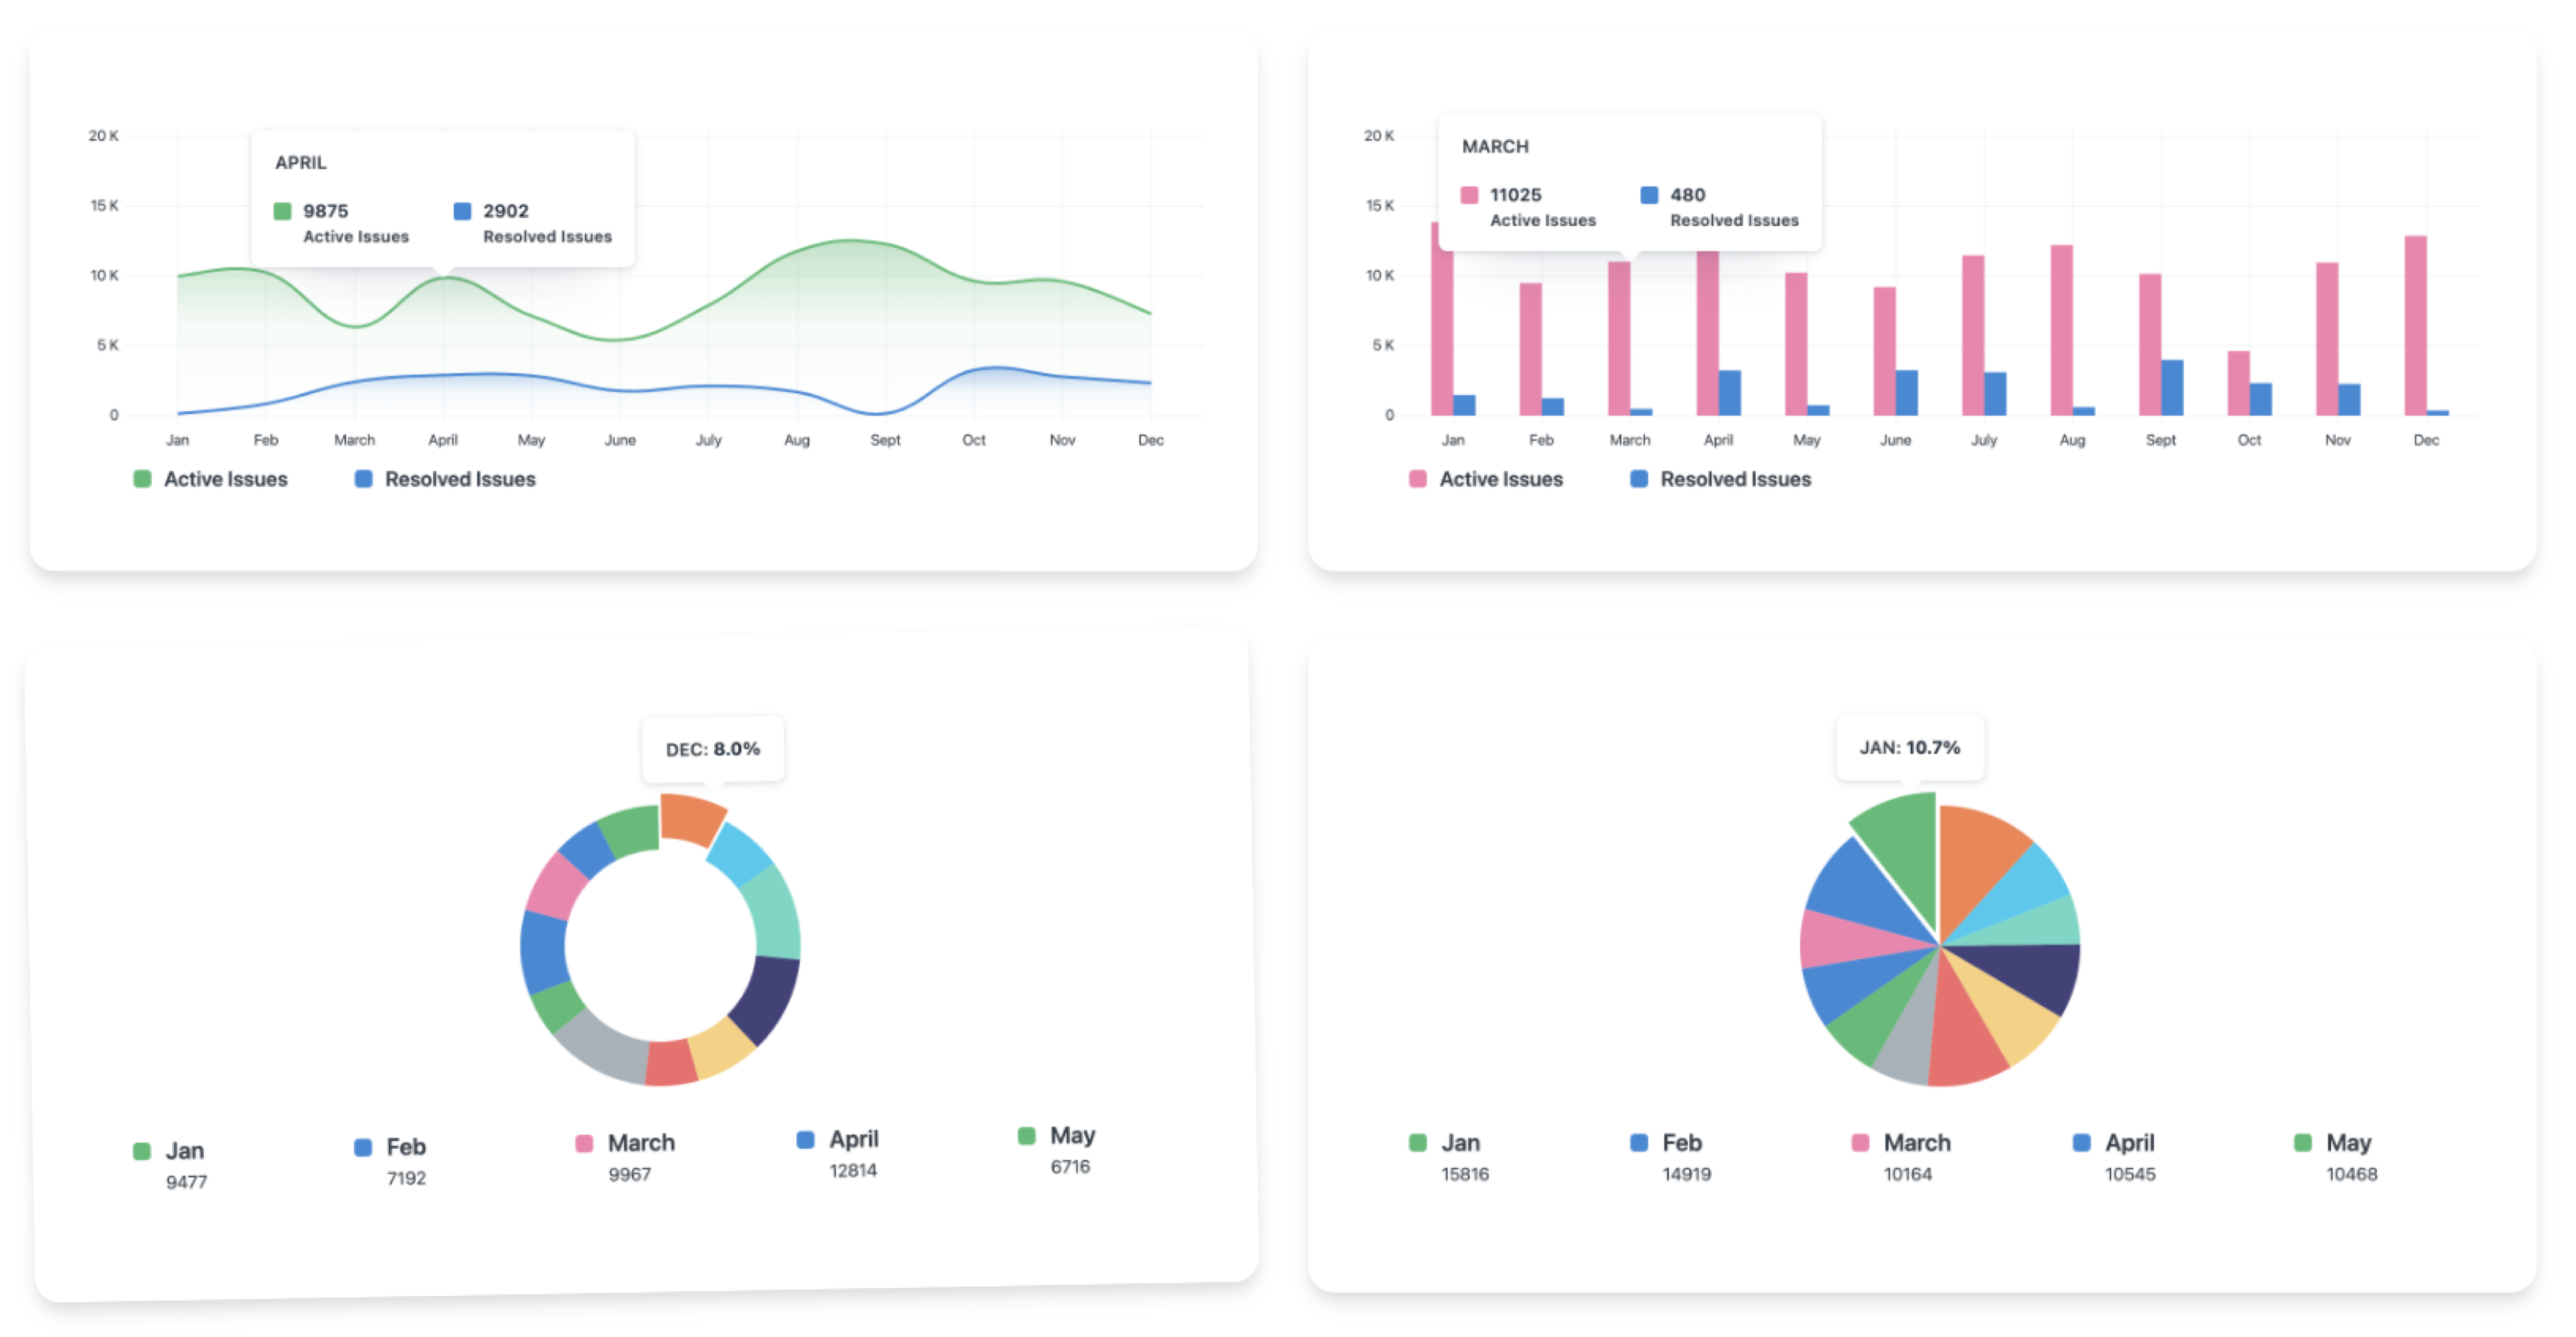 20 K
15 K
10 K
5 K
0
APRIL
9875 2902
Active Issues Resolved Issues
Jan Feb March April May June July Aug Sept Oct Nov Dec
Active Issues Resolved Issues
20 K
15 K
10 K
5 K
0
MARCH
11025 480
Active Issues Resolved Issues
Jan Feb March April May June July Aug Sept Oct Nov Dec
Active Issues Resolved Issues
DEC: 8.0%
Jan Feb March April May
9477 7192 9967 12814 6716
JAN: 10.7%
Jan Feb March April May
15816 14919 10164 10545 10468